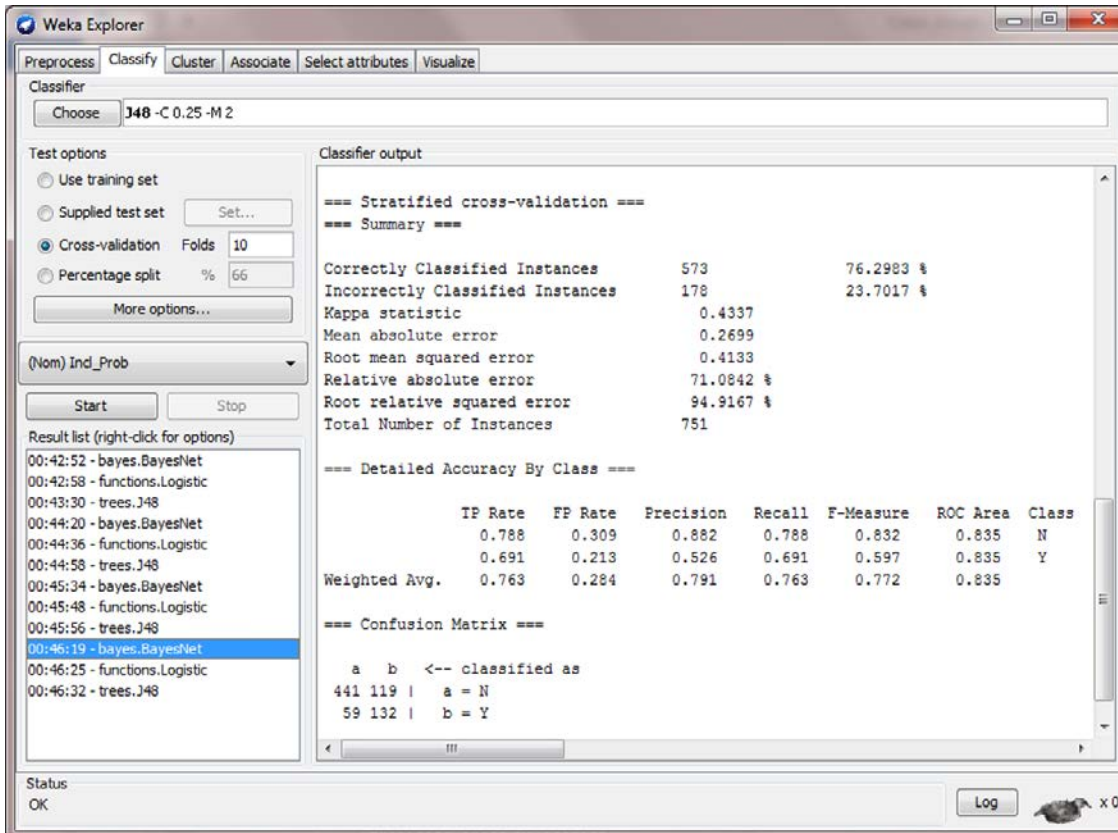 Weka Explorer
Preprocess Classify Cluster Associate Select attributes Visualize
Classifier
Choose J48 -C 0.25 -M 2
Test options
Use training set
Supplied test set Set...
Cross-validation Folds 10
Percentage split % 66
More options...
(Nom) Incl_Prob
Start Stop
Result list (right-click for options)
00:42:52 - bayes.BayesNet
00:42:58 - functions.Logistic
00:43:30 - trees.J48
00:44:20 - bayes.BayesNet
00:44:36 - functions.Logistic
00:44:58 - trees.J48
00:45:34 - bayes.BayesNet
00:45:48 - functions.Logistic
00:45:56 - trees.J48
00:46:19 - bayes.BayesNet
00:46:25 - functions.Logistic
00:46:32 - trees.J48
Classifier output
=== Stratified cross-validation ===
=== Summary ===
Correctly Classified Instances 573 76.2983 %
Incorrectly Classified Instances 178 23.7017 %
Kappa statistic 0.4337
Mean absolute error 0.2699
Root mean squared error 0.4133
Relative absolute error 71.0842 %
Root relative squared error 94.9167 %
Total Number of Instances 751
=== Detailed Accuracy By Class ===
TP Rate FP Rate Precision Recall F-Measure ROC Area Class
0.788 0.309 0.882 0.788 0.832 0.835 N
0.691 0.213 0.526 0.691 0.597 0.835 Y
Weighted Avg. 0.763 0.284 0.791 0.763 0.772 0.835
=== Confusion Matrix ===
a b <-- classified as
441 119 | a = N
59 132 | b = Y
Status
OK
Log x 0